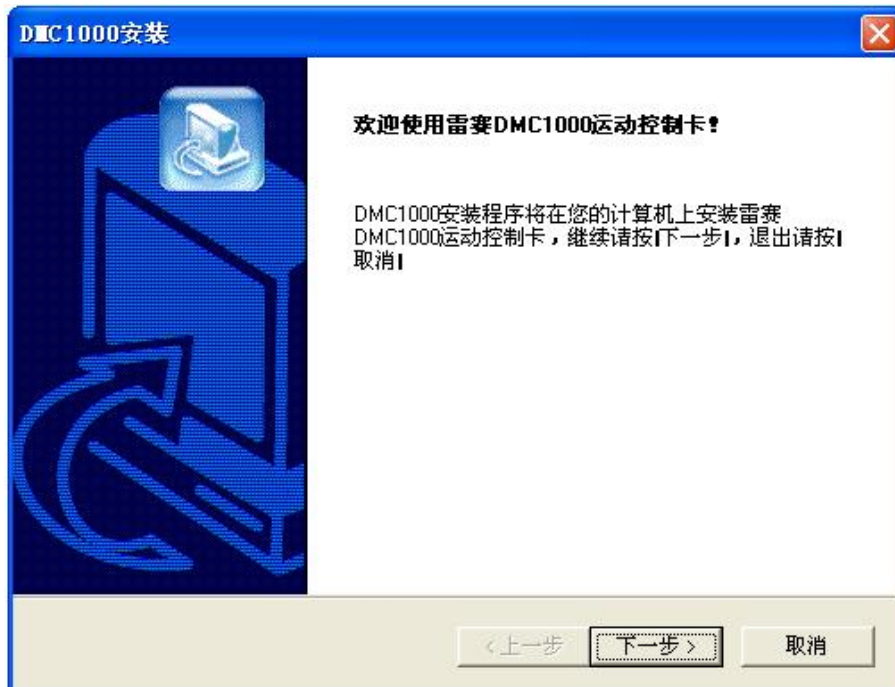 DMC1000安装
欢迎使用雷赛DMC1000运动控制卡!
DMC1000安装程序将在您的计算机上安装雷赛
DMC1000运动控制卡，继续请按|下一步|，退出请按|
取消|
<上一步
下一步>
取消